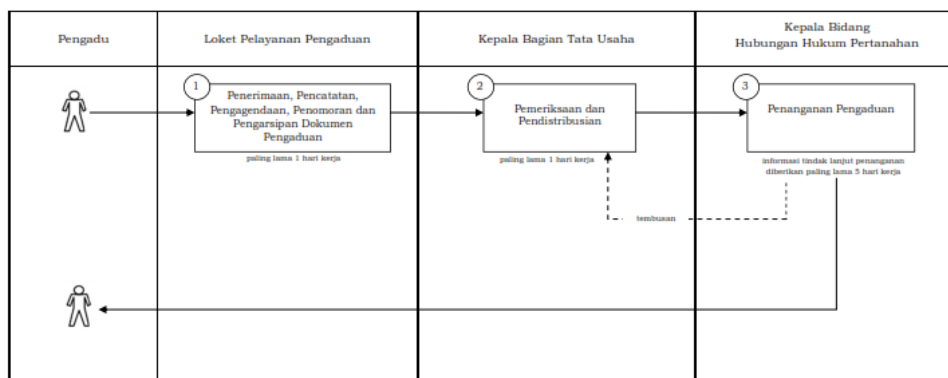 Pengadu
Loket Pelayanan Pengaduan
Kepala Bagian Tata Usaha
Kepala Bidang
Hubungan Hukum Pertanahan
1
Penerimaan, Pencatatan,
Pengagendaan, Penomoran dan
Pengarsipan Dokumen
Pengaduan
paling lama 1 hari kerja
2
Pemeriksaan dan
Pendistribusian
paling lama 1 hari kerja
3
Penanganan Pengaduan
informasi tindak lanjut penanganan
diberikan paling lama 5 hari kerja
tembusan